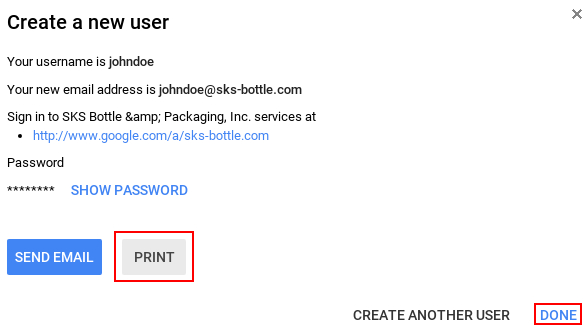 Create a new user
Your username is johndoe
Your new email address is johndoe@sks-bottle.com
Sign in to SKS Bottle &amp; Packaging, Inc. services at
• http://www.google.com/a/sks-bottle.com
Password
******** SHOW PASSWORD
SEND EMAIL PRINT
CREATE ANOTHER USER DONE